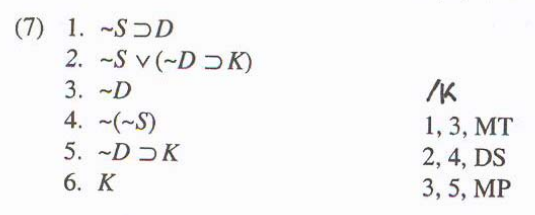 (7) 1. ~S ⊃ D
2. ~S ∨ (~D ⊃ K)
3. ~D /K
4. ~(~S) 1, 3, MT
5. ~D ⊃ K 2, 4, DS
6. K 3, 5, MP